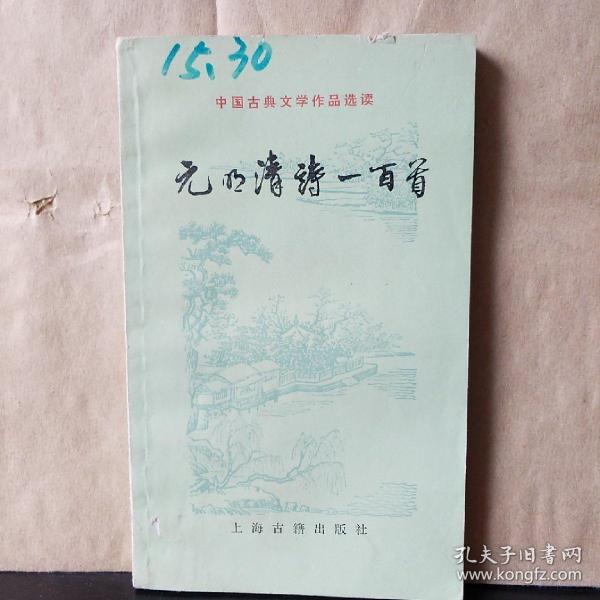 15.30
中国古典文学作品选读
元明清诗一百首
上海古籍出版社
孔夫子旧书网
www.kongfz.com